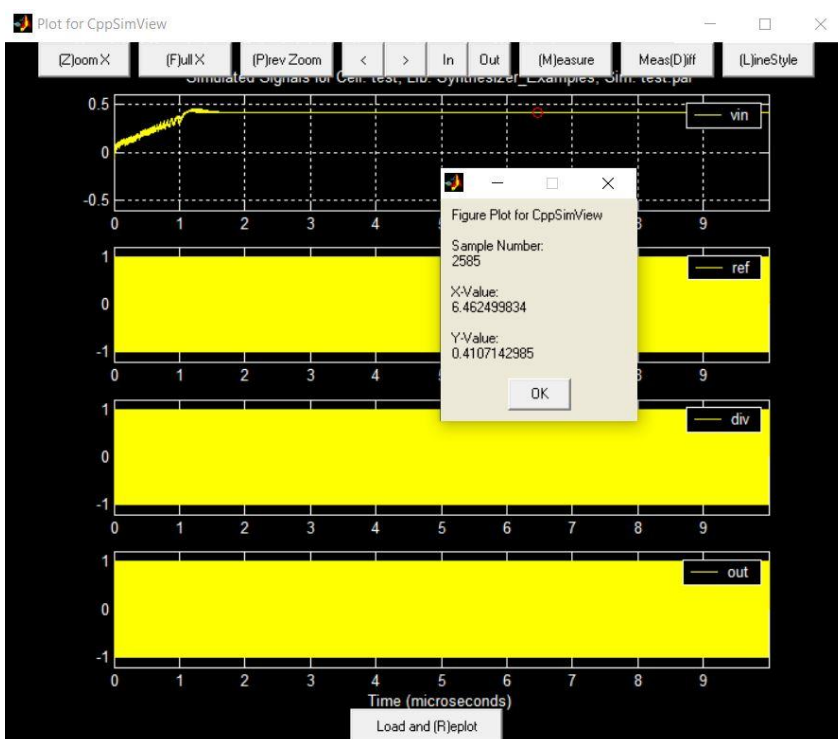 Plot for CppSimView
(Z)oom X (F)ull X (P)rev Zoom < > In Out (M)easure Meas(D)iff (L)ineStyle
Simulated Signals for Cell: test, Lib: Synthesizer_Examples, Sim: test.par
0.5
0
-0.5
vin
0 1 2 3 4 5 8 9
Figure Plot for CppSimView
Sample Number:
2585
X-Value:
6.462499834
Y-Value:
0.4107142985
OK
1
0
-1
ref
0 1 2 3 4 8 9
1
0
-1
div
0 1 2 3 4 5 6 7 8 9
1
0
-1
out
0 1 2 3 4 5 6 7 8 9
Time (microseconds)
Load and (R)eplot